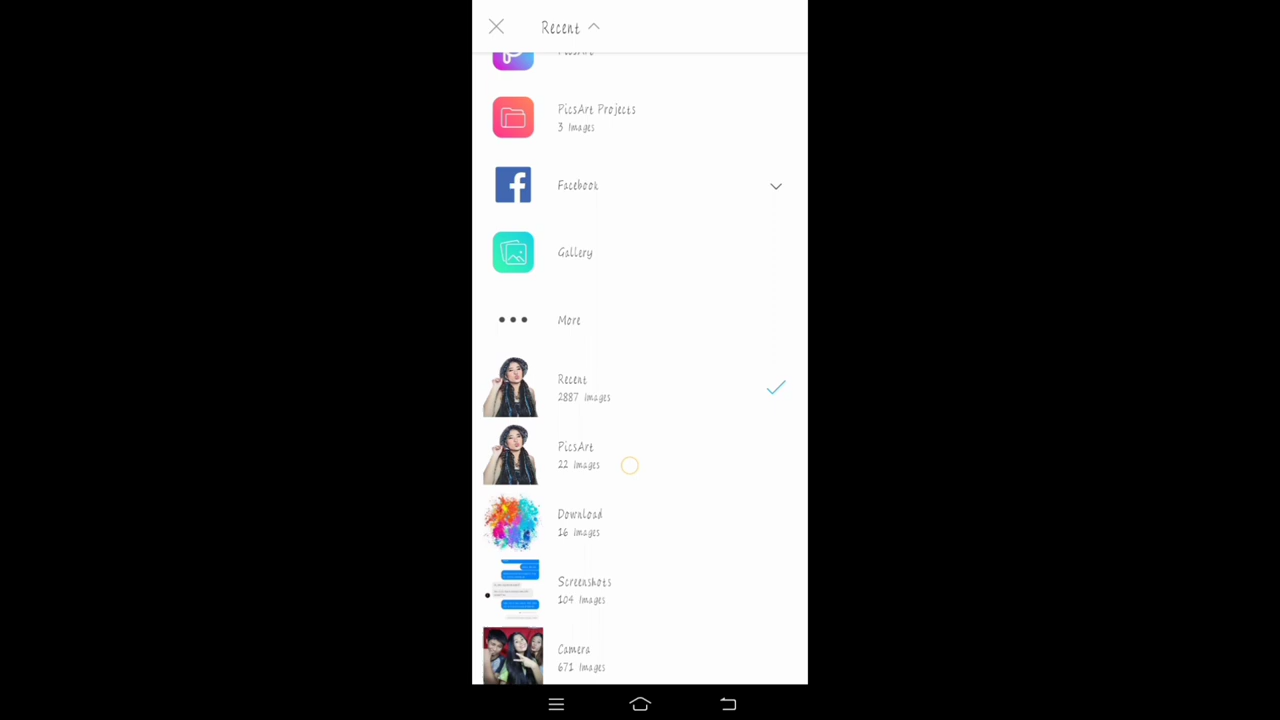 Recent
PicsArt
PicsArt Projects
3 Images
Facebook
Gallery
More
Recent
2887 Images
PicsArt
22 Images
Download
16 Images
Screenshots
104 Images
Camera
671 Images